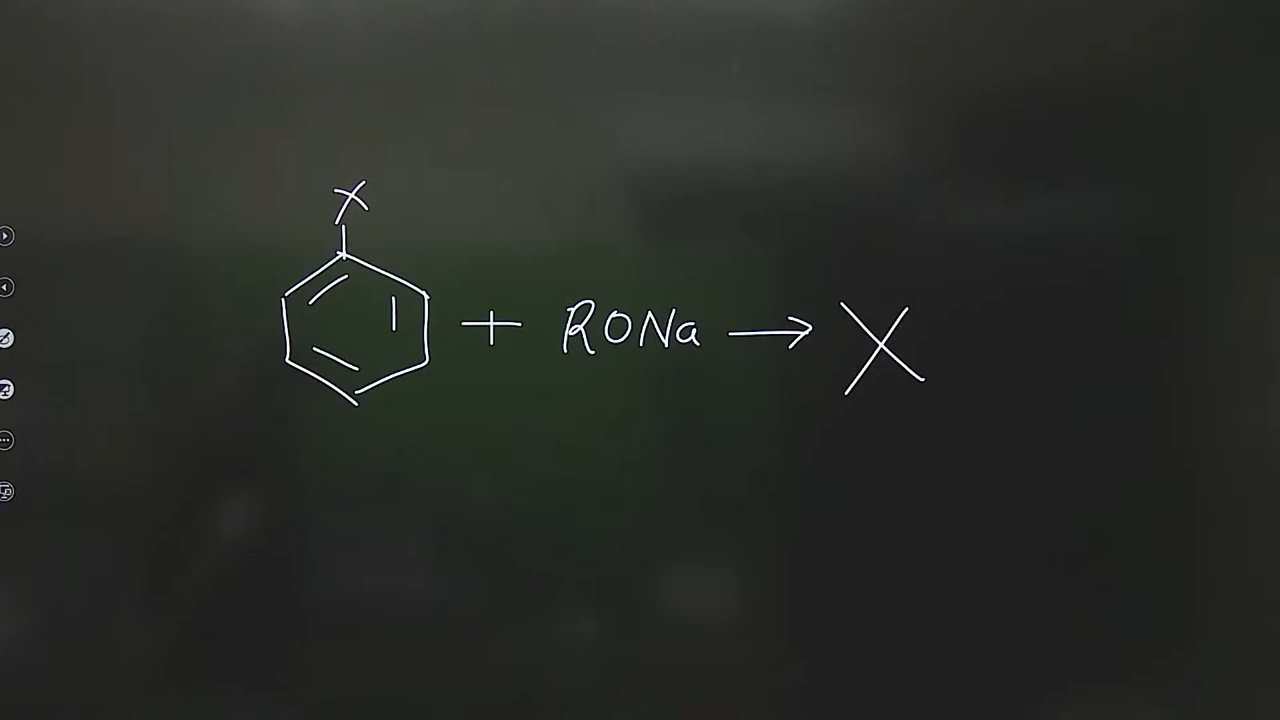 X
+ RONa → X